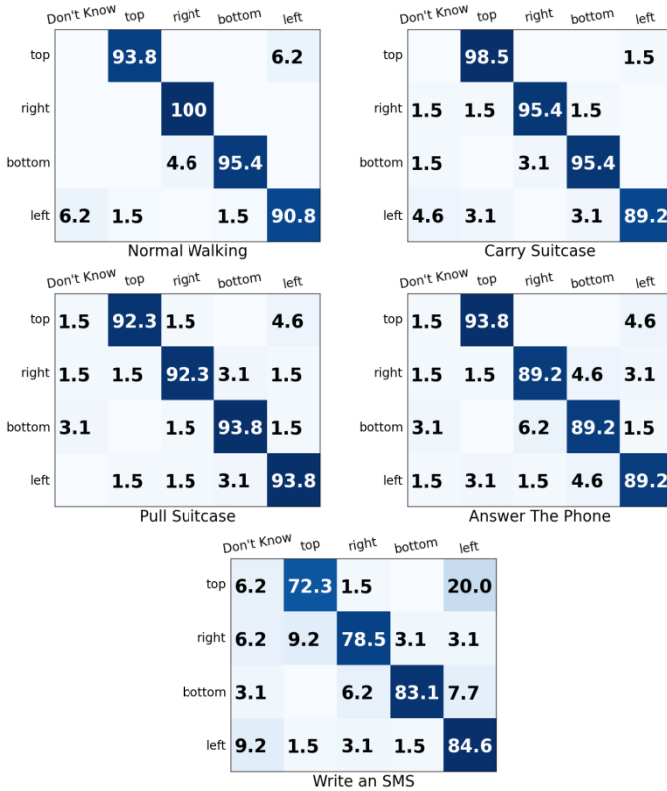 Don't Know top right bottom left
top 93.8 6.2
right 100
bottom 4.6 95.4
left 6.2 1.5 1.5 90.8
Normal Walking
Don't Know top right bottom left
top 98.5 1.5
right 1.5 1.5 95.4 1.5
bottom 1.5 3.1 95.4
left 4.6 3.1 3.1 89.2
Carry Suitcase
Don't Know top right bottom left
top 1.5 92.3 1.5 4.6
right 1.5 1.5 92.3 3.1 1.5
bottom 3.1 1.5 93.8 1.5
left 1.5 1.5 3.1 93.8
Pull Suitcase
Don't Know top right bottom left
top 1.5 93.8 4.6
right 1.5 1.5 89.2 4.6 3.1
bottom 3.1 6.2 89.2 1.5
left 1.5 3.1 1.5 4.6 89.2
Answer The Phone
Don't Know top right bottom left
top 6.2 72.3 1.5 20.0
right 6.2 9.2 78.5 3.1 3.1
bottom 3.1 6.2 83.1 7.7
left 9.2 1.5 3.1 1.5 84.6
Write an SMS